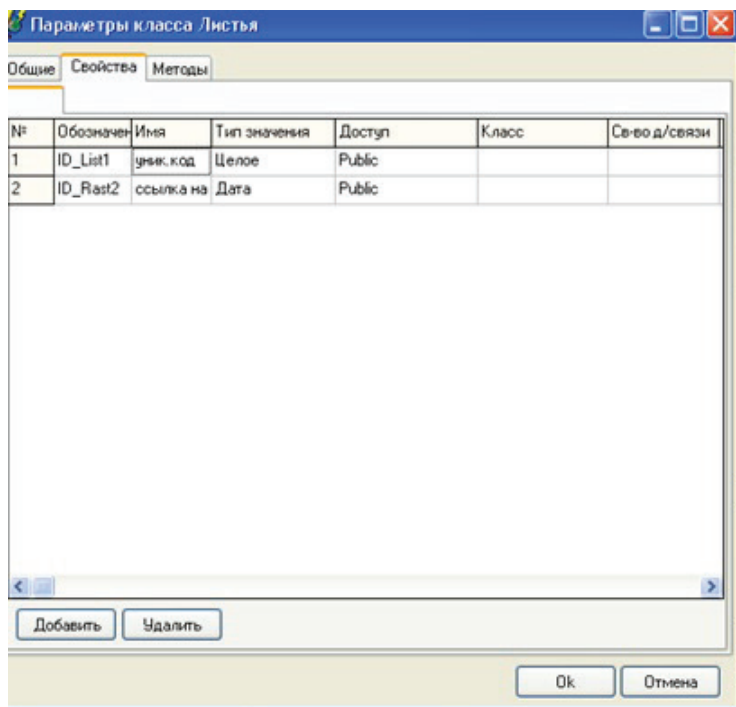 Параметры класса Листья
Общие Свойства Методы
№ Обозначен Имя Тип значения Доступ Класс Св-во д/связи
1 ID_List1 уник.код Целое Public
2 ID_Rast2 ссылка на Дата Public
Добавить Удалить
Ok Отмена